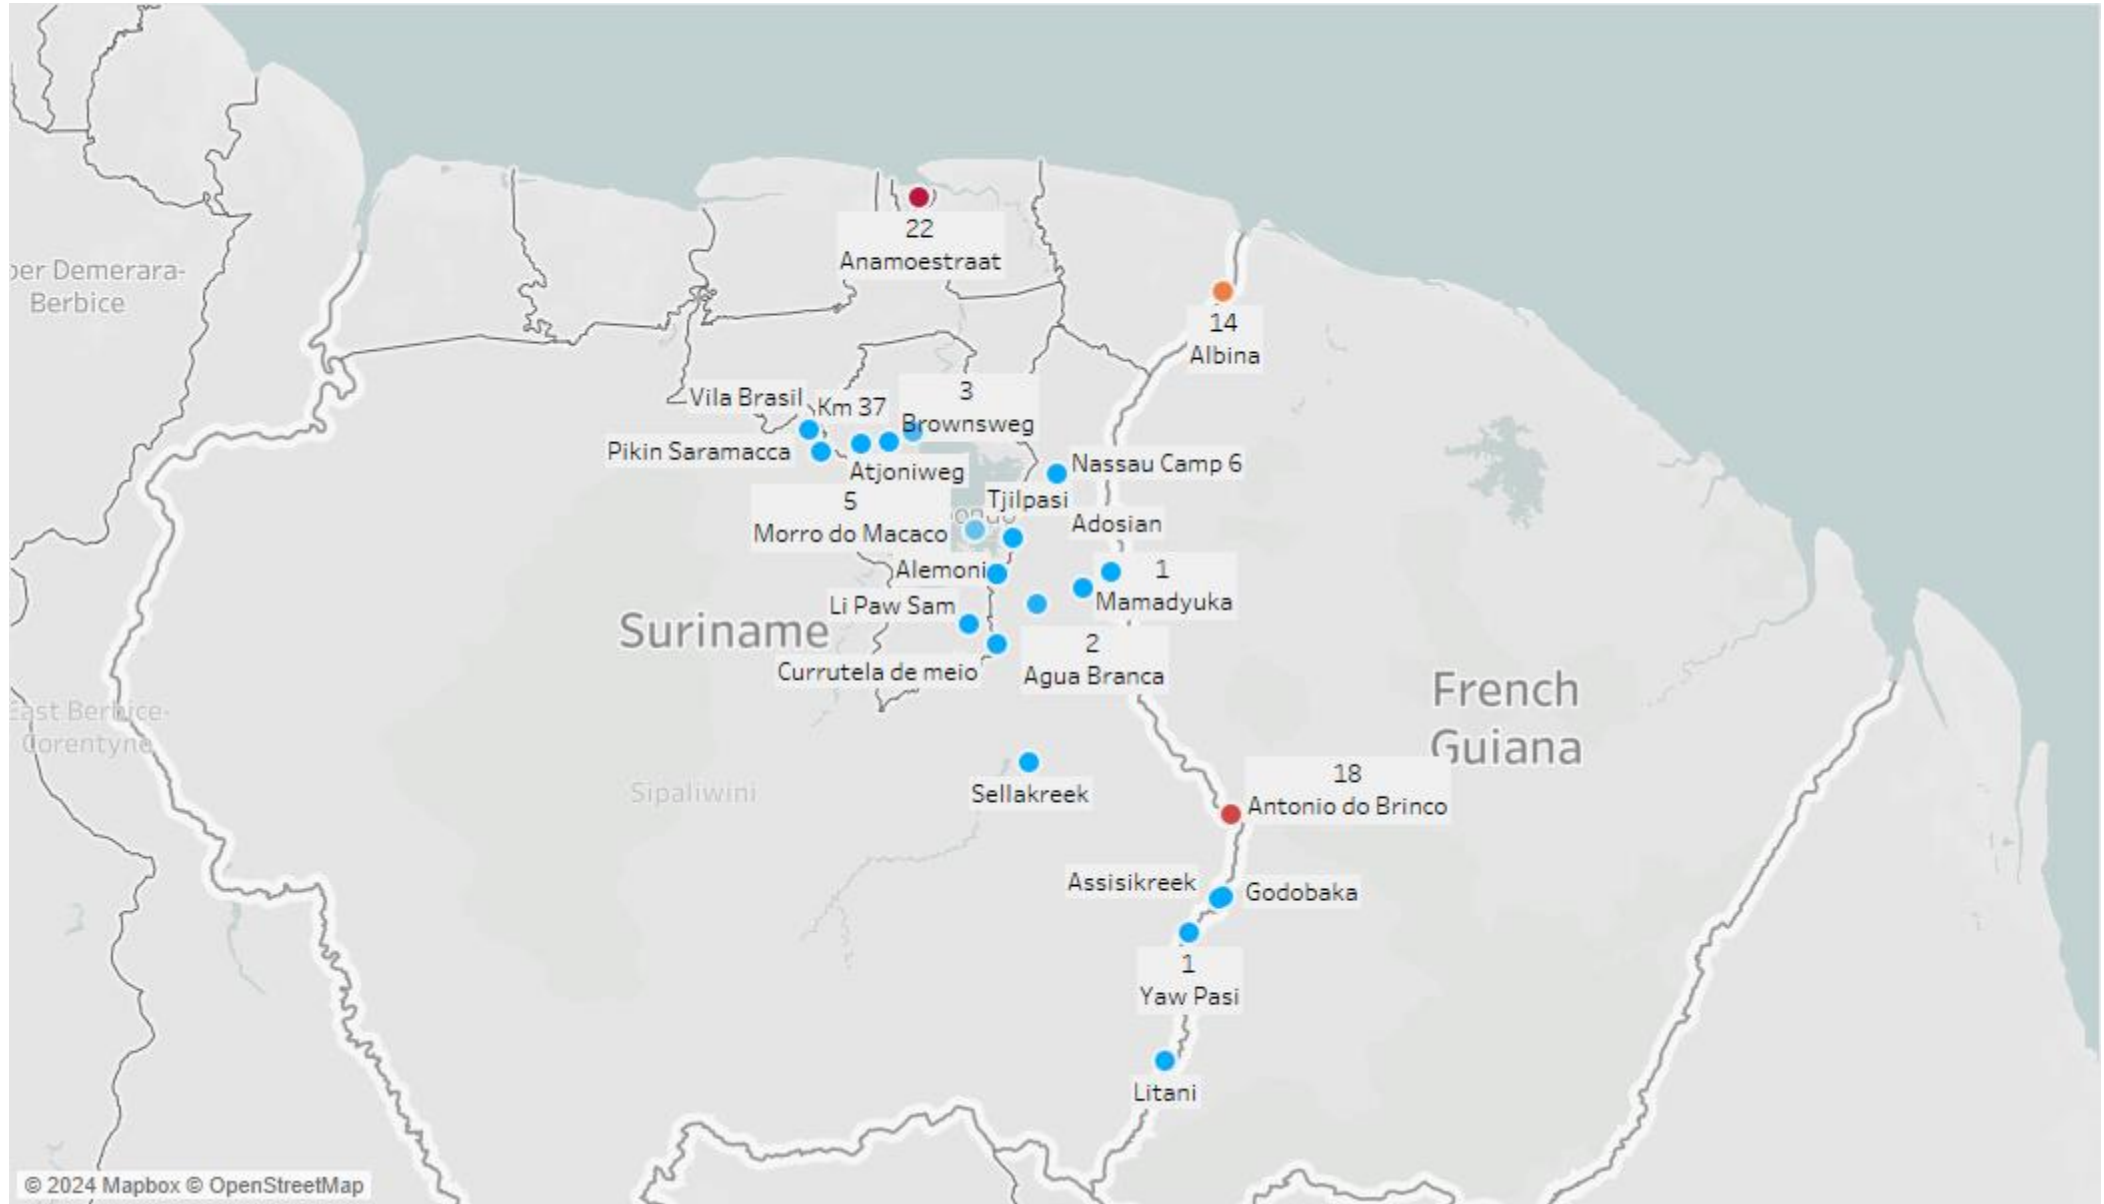 22
Anamoestraat
per Demerara-
Berbice
14
Albina
3
Brownsweg
Vila Brasil
Km 37
Pikin Saramacca
Atjoniweg
Nassau Camp 6
5
Morro do Macaco
Tjilpasi
Adosian
Alemoni
1
Mamadyuka
Li Paw Sam
Suriname
2
Agua Branca
Currutela de meio
French
Guiana
East Berbice-
Corentyne
Sipaliwini
Sellakreek
18
Antonio do Brinco
Assisikreek
Godobaka
1
Yaw Pasi
Litani
© 2024 Mapbox © OpenStreetMap